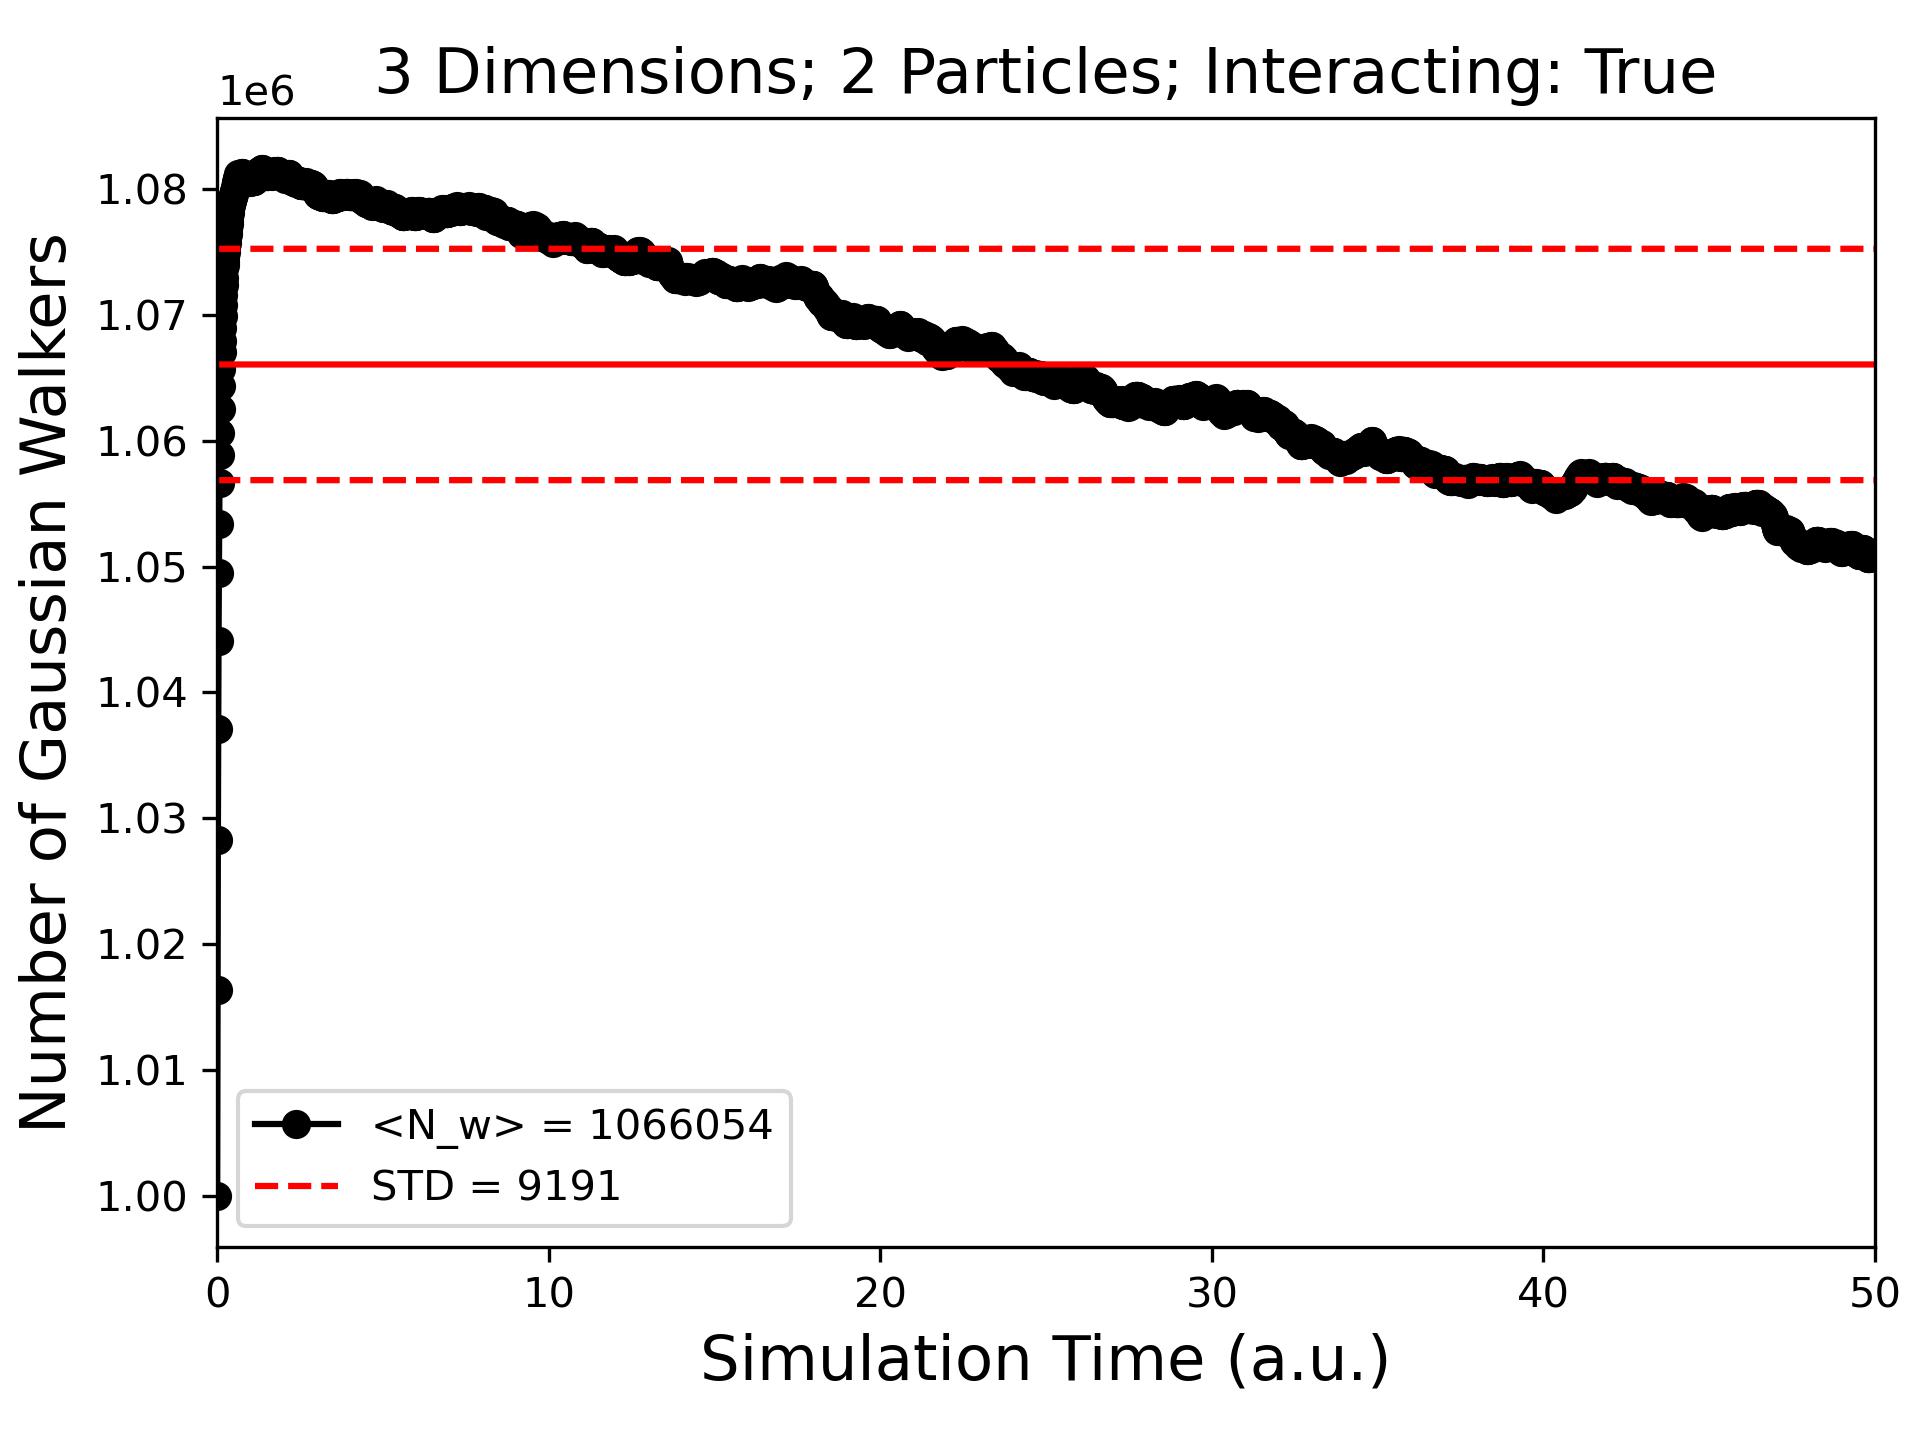 3 Dimensions; 2 Particles; Interacting: True
1e6
Number of Gaussian Walkers
1.08
1.07
1.06
1.05
1.04
1.03
1.02
1.01
1.00
<N_w> = 1066054
STD = 9191
0 10 20 30 40 50
Simulation Time (a.u.)